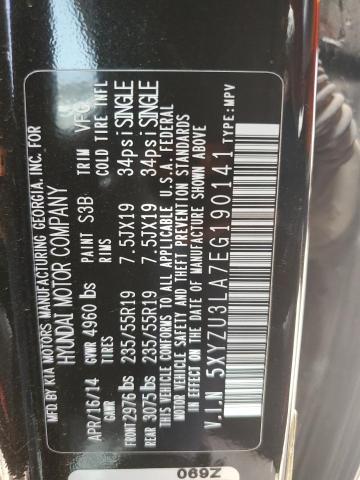 MFD. BY KIA MOTORS MANUFACTURING GEORGIA, INC. FOR
HYUNDAI MOTOR COMPANY
APR/16/14 GVWR 4960 lbs PAINT S3B TRIM VFG
GAWR TIRES RIMS COLD TIRE INFL
FRONT 2976 lbs 235/55R19 7.5JX19 34psi SINGLE
REAR 3075 lbs 235/55R19 7.5JX19 34psi SINGLE
THIS VEHICLE CONFORMS TO ALL APPLICABLE U.S.A. FEDERAL
MOTOR VEHICLE SAFETY, BUMPER AND THEFT PREVENTION STANDARDS
IN EFFECT ON THE DATE OF MANUFACTURE SHOWN ABOVE
V.I.N 5XYZU3LA7EG190141 TYPE:MPV
069Z